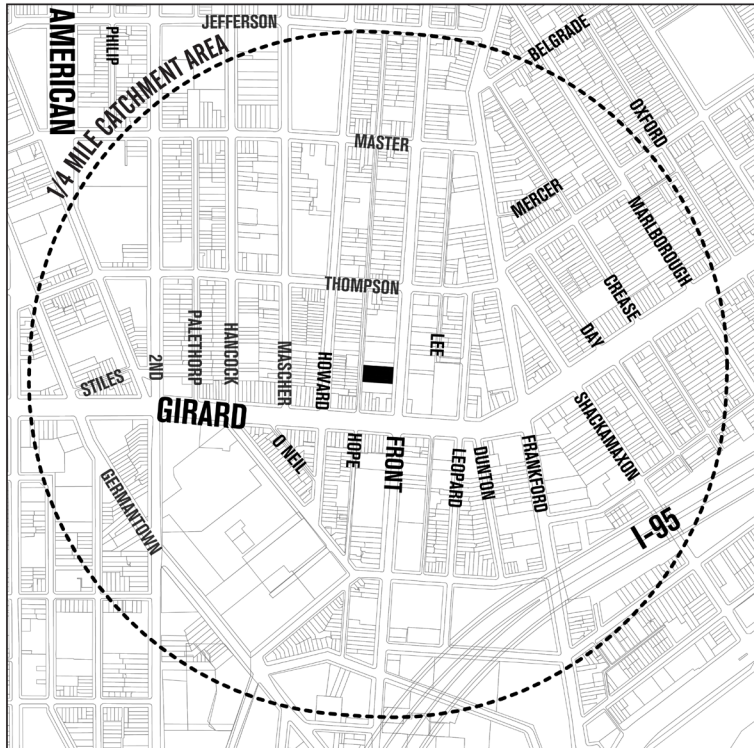 JEFFERSON
AMERICAN
PHILIP
1/4 MILE CATCHMENT AREA
BELGRADE
OXFORD
MASTER
MERCER
MARLBOROUGH
THOMPSON
CREASE
DAY
LEE
2ND
PALETHORP
HANCOCK
MASCHER
HOWARD
STILES
GIRARD
SHACKAMAXON
O NEIL
HOPE
FRONT
LEOPARD
DUNTON
FRANKFORD
GERMANTOWN
I-95